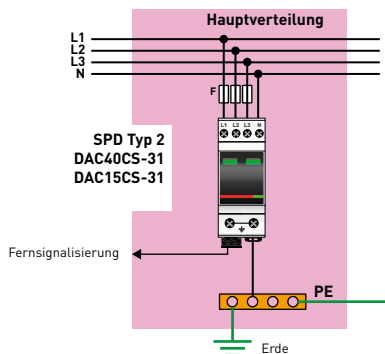 Hauptverteilung
L1
L2
L3
N
F
L1 L2 L3 N
SPD Typ 2
DAC40CS-31
DAC15CS-31
Fernsignalisierung
PE
Erde